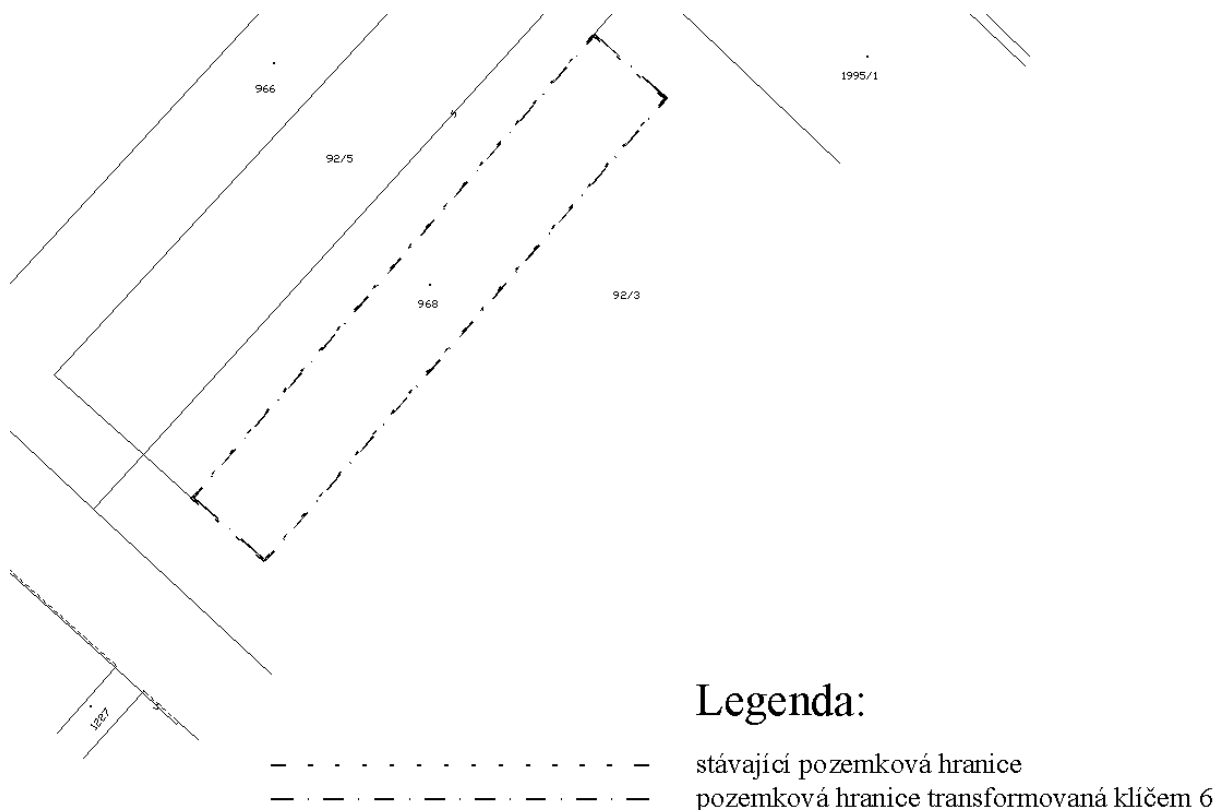 1995/1
966
92/5
92/3
968
1227
Legenda:
stávající pozemková hranice
pozemková hranice transformovaná klíčem 6